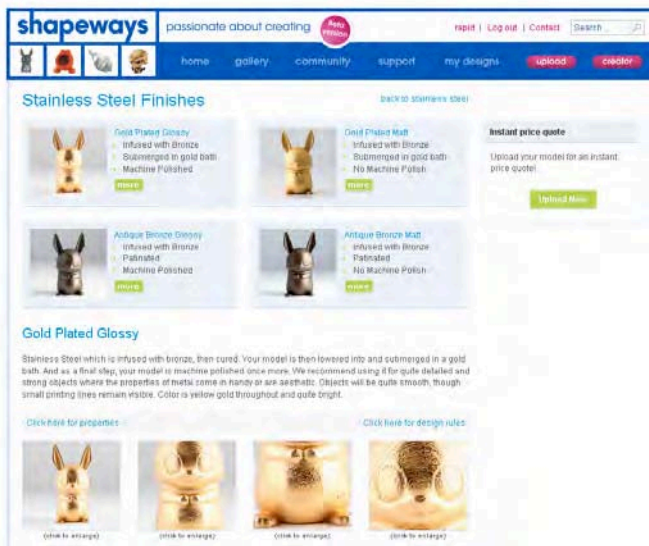 shapeways
passionate about creating
Beta version
rapid | Log out | Contact
Search...
home gallery community support my designs upload creator
Stainless Steel Finishes
back to stainless steel
Gold Plated Glossy
Infused with Bronze
Submerged in gold bath
Machine Polished
more
Gold Plated Matt
Infused with Bronze
Submerged in gold bath
No Machine Polish
more
Instant price quote
Upload your model for an instant
price quote!
Upload Now
Antique Bronze Glossy
Infused with Bronze
Patinated
Machine Polished
more
Antique Bronze Matt
Infused with Bronze
Patinated
No Machine Polish
more
Gold Plated Glossy
Stainless Steel which is infused with bronze, then cured. Your model is then lowered into and submerged in a gold
bath. And as a final step, your model is machine polished once more. We recommend using it for quite detailed and
strong objects where the properties of metal come in handy or are aesthetic. Objects will be quite smooth, though
small printing lines remain visible. Color is yellow gold throughout and quite bright.
Click here for properties
Click here for design rules
(click to enlarge) (click to enlarge) (click to enlarge) (click to enlarge)